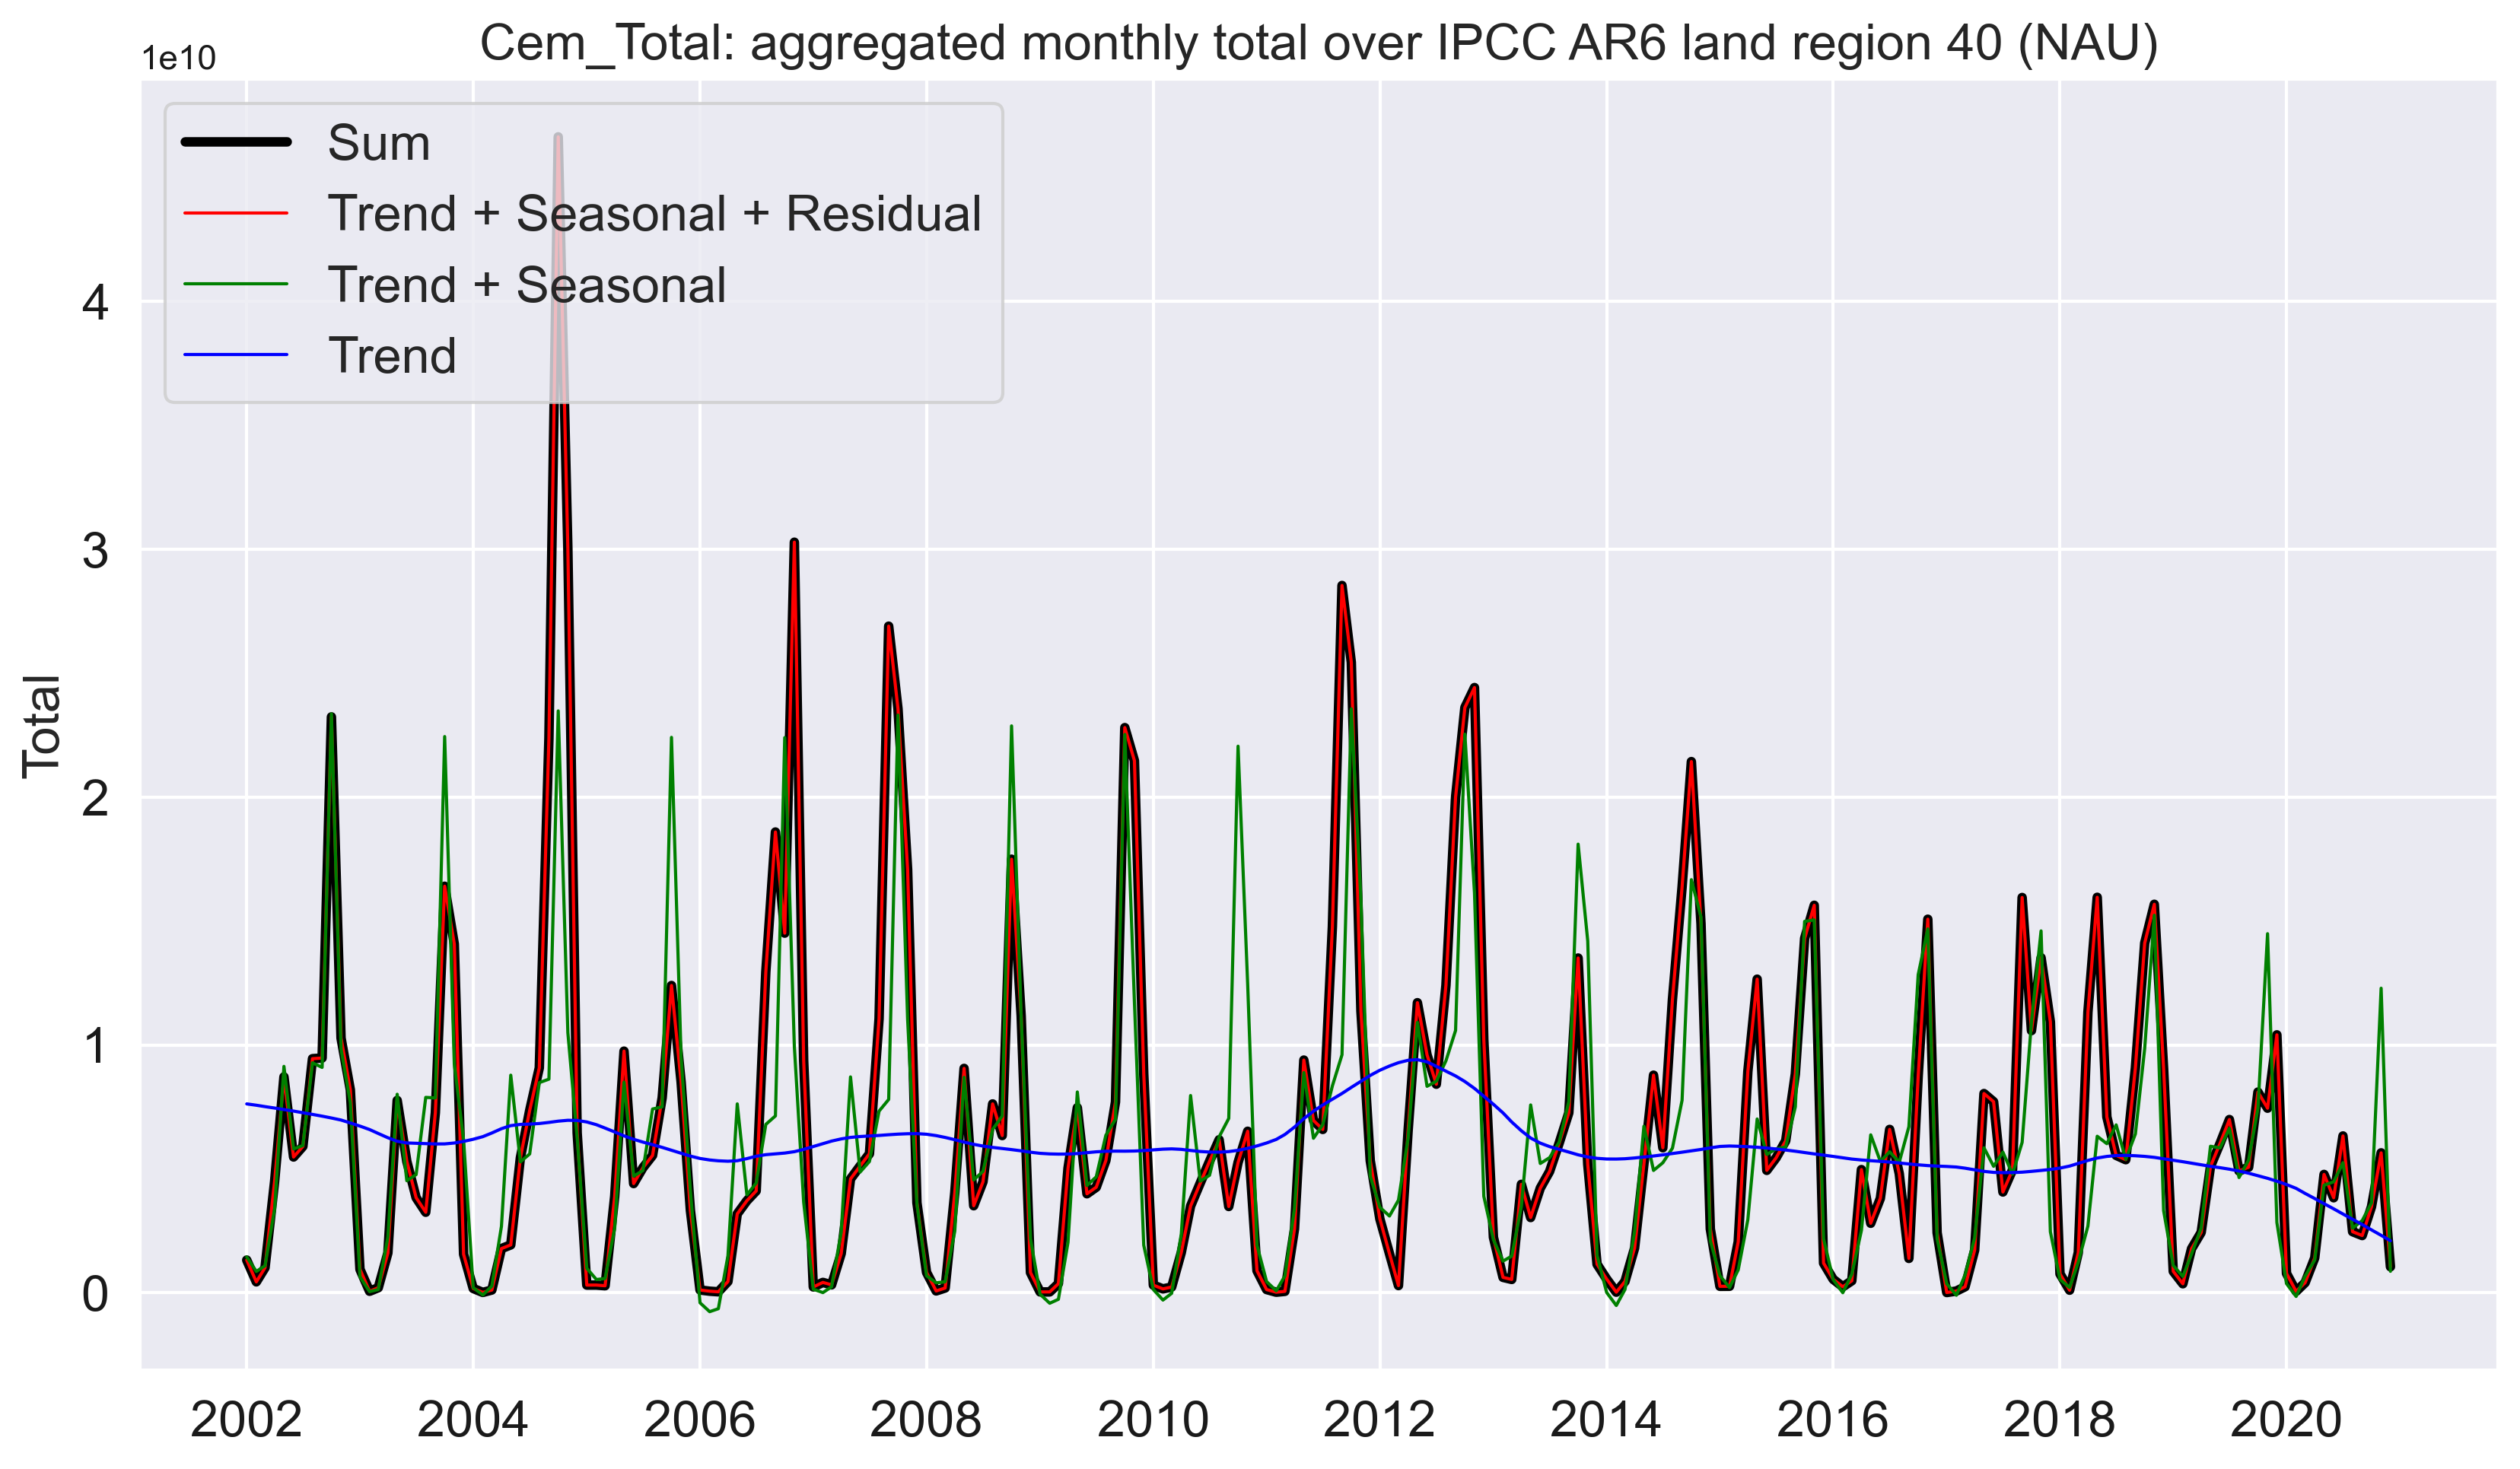 Cem_Total: aggregated monthly total over IPCC AR6 land region 40 (NAU)
1e10
Sum
Trend + Seasonal + Residual
Trend + Seasonal
Trend
4
3
2
1
0
Total
2002 2004 2006 2008 2010 2012 2014 2016 2018 2020